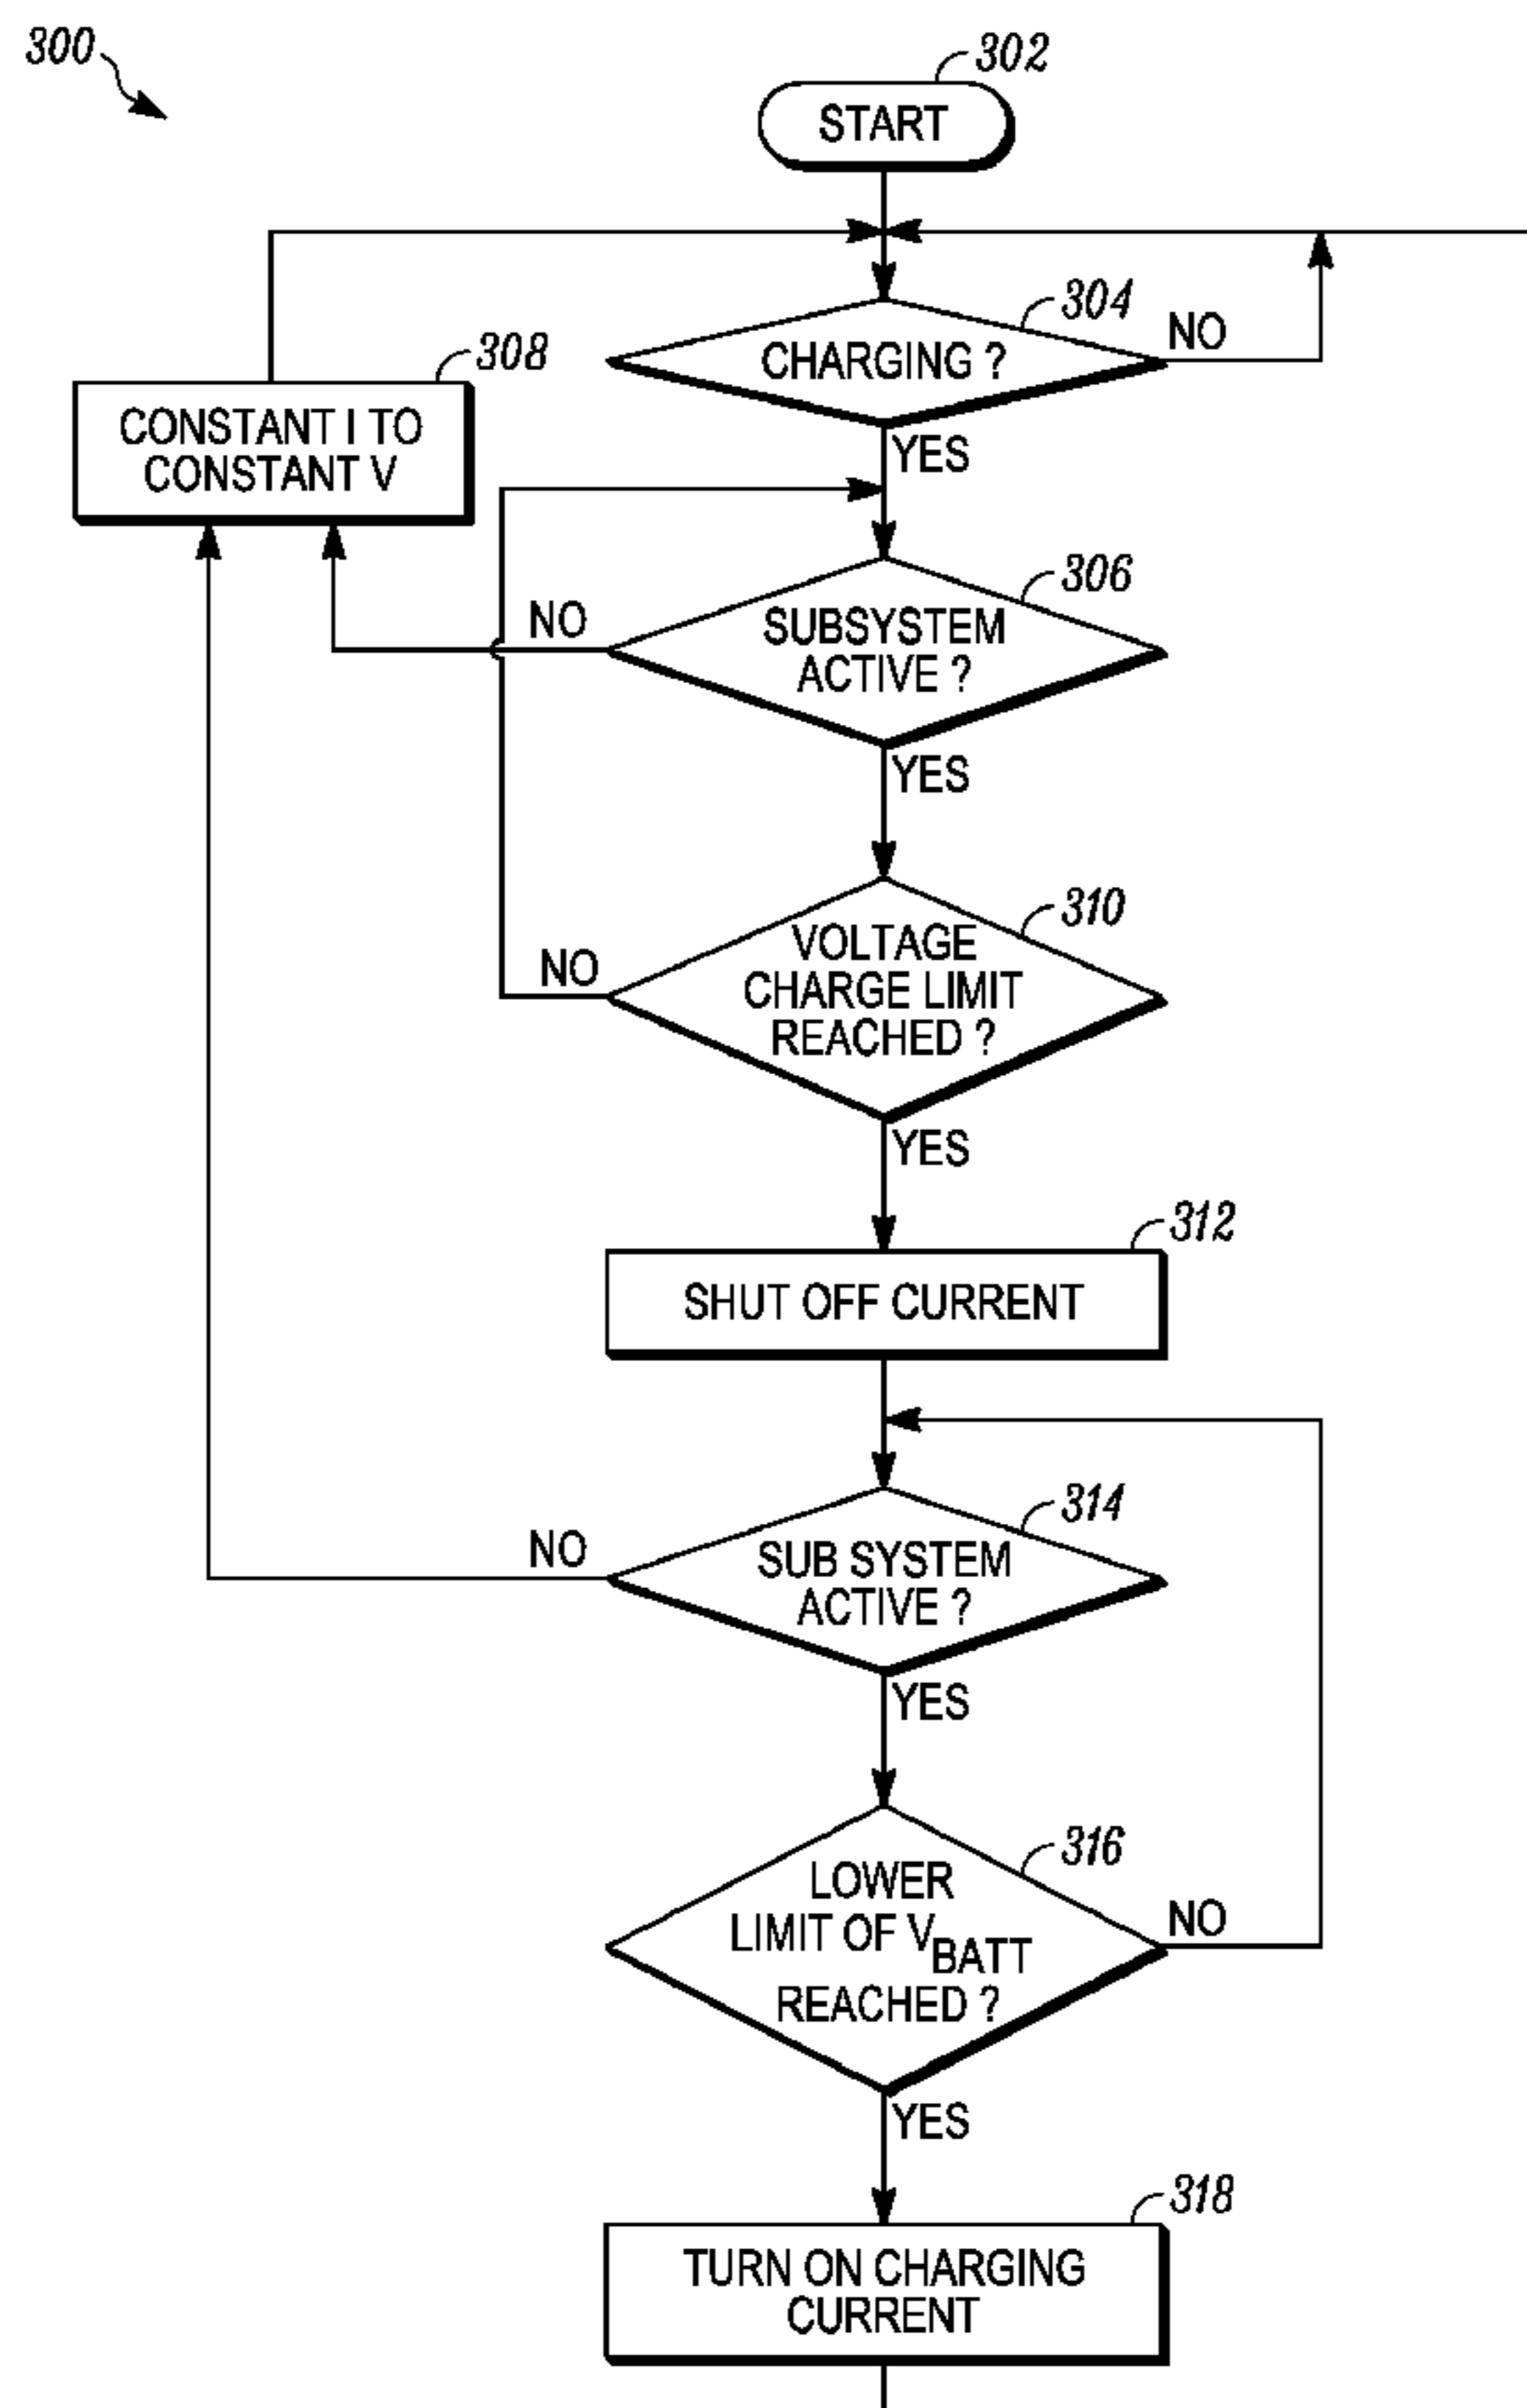 300
302
START
304
CHARGING ?
NO
308
CONSTANT I TO
CONSTANT V
YES
306
NO
SUBSYSTEM
ACTIVE ?
YES
310
NO
VOLTAGE
CHARGE LIMIT
REACHED ?
YES
312
SHUT OFF CURRENT
314
NO
SUB SYSTEM
ACTIVE ?
YES
316
LOWER
LIMIT OF VBATT
REACHED ?
NO
YES
318
TURN ON CHARGING
CURRENT